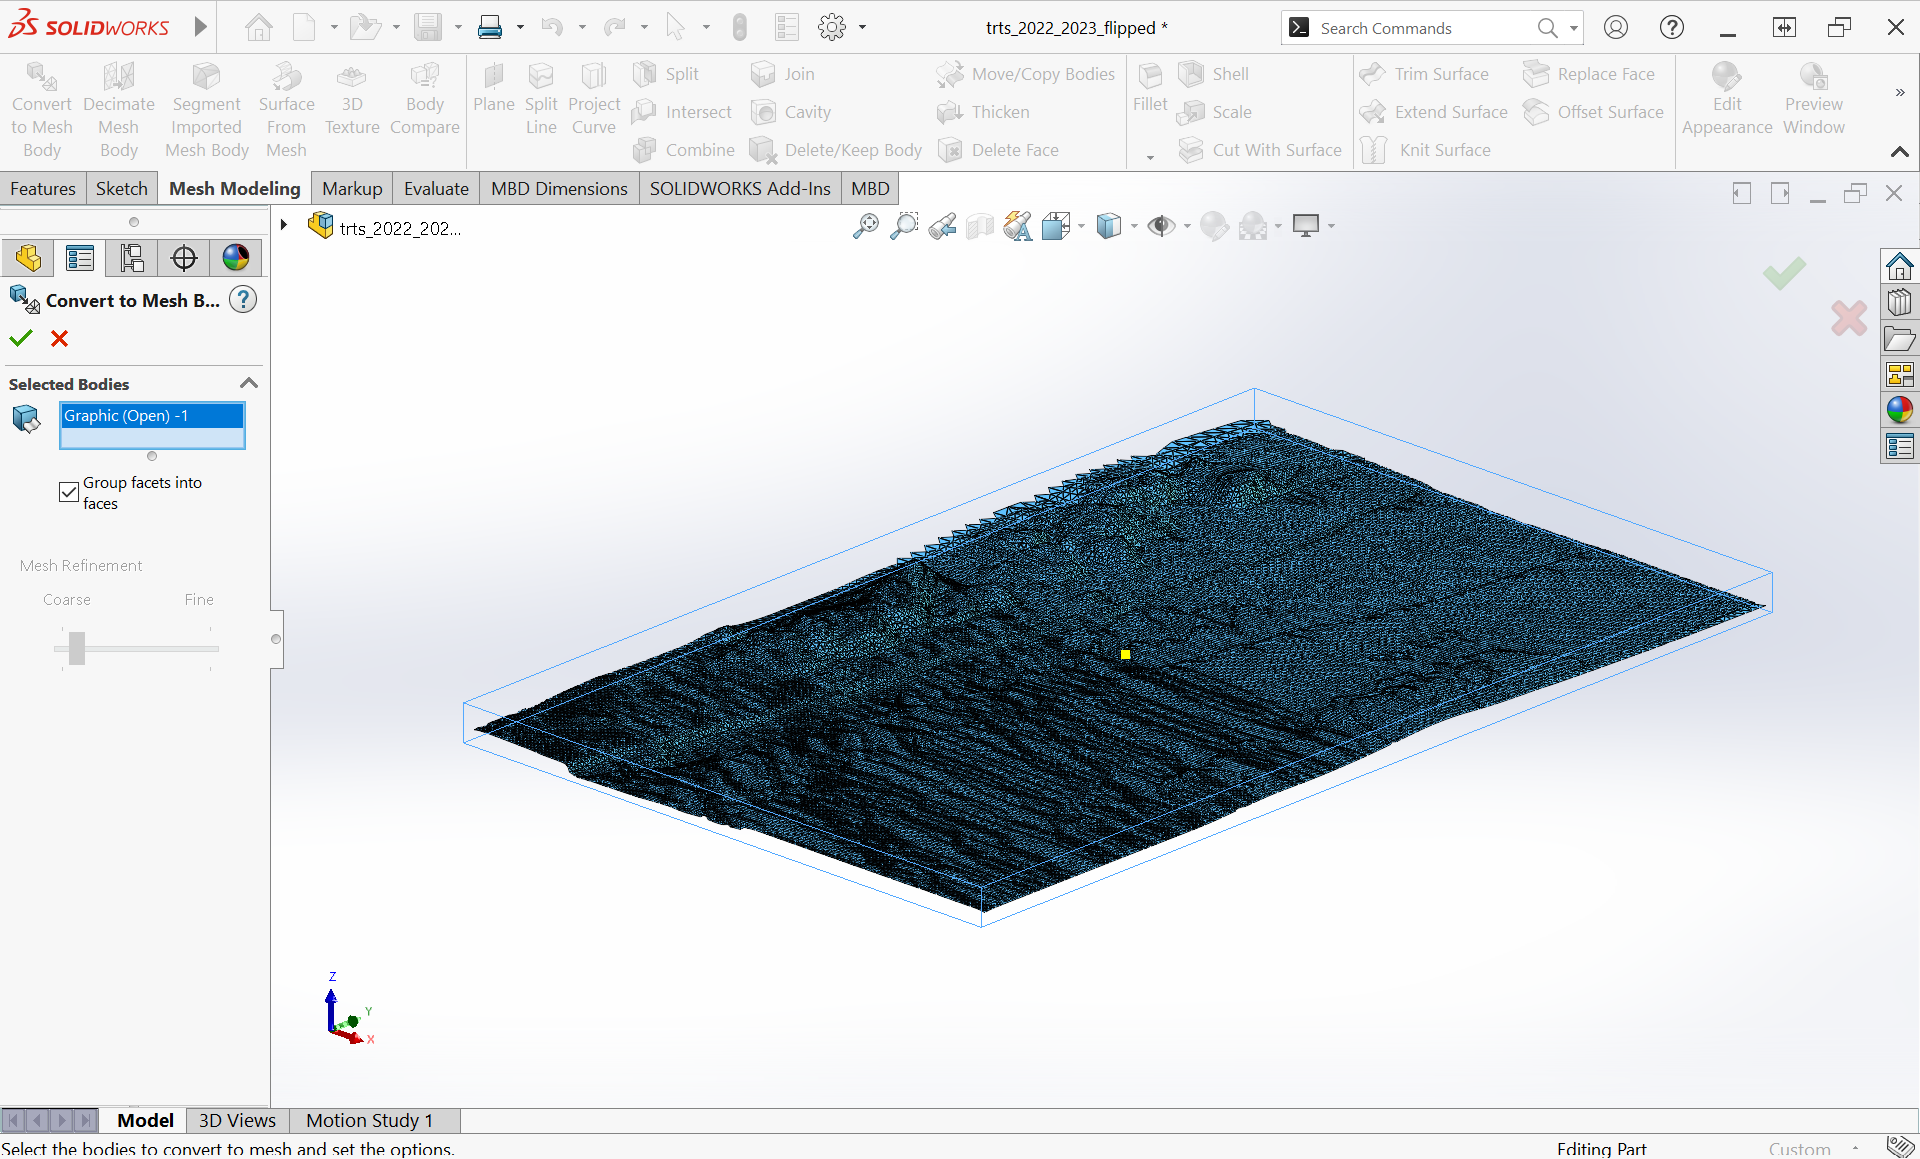 SOLIDWORKS
trts_2022_2023_flipped *
Search Commands
Convert to Mesh Body
Decimate Mesh Body
Segment Imported Mesh Body
Surface From Mesh
3D Texture
Body Compare
Plane
Split Line
Project Curve
Split
Intersect
Combine
Join
Cavity
Delete/Keep Body
Move/Copy Bodies
Thicken
Delete Face
Fillet
Shell
Scale
Cut With Surface
Trim Surface
Extend Surface
Knit Surface
Replace Face
Offset Surface
Edit Appearance
Preview Window
Features
Sketch
Mesh Modeling
Markup
Evaluate
MBD Dimensions
SOLIDWORKS Add-Ins
MBD
trts_2022_202...
Convert to Mesh B...
Selected Bodies
Graphic (Open) -1
Group facets into
faces
Mesh Refinement
Coarse
Fine
Z
Y
X
Model
3D Views
Motion Study 1
Select the bodies to convert to mesh and set the options.
Editing Part
Custom